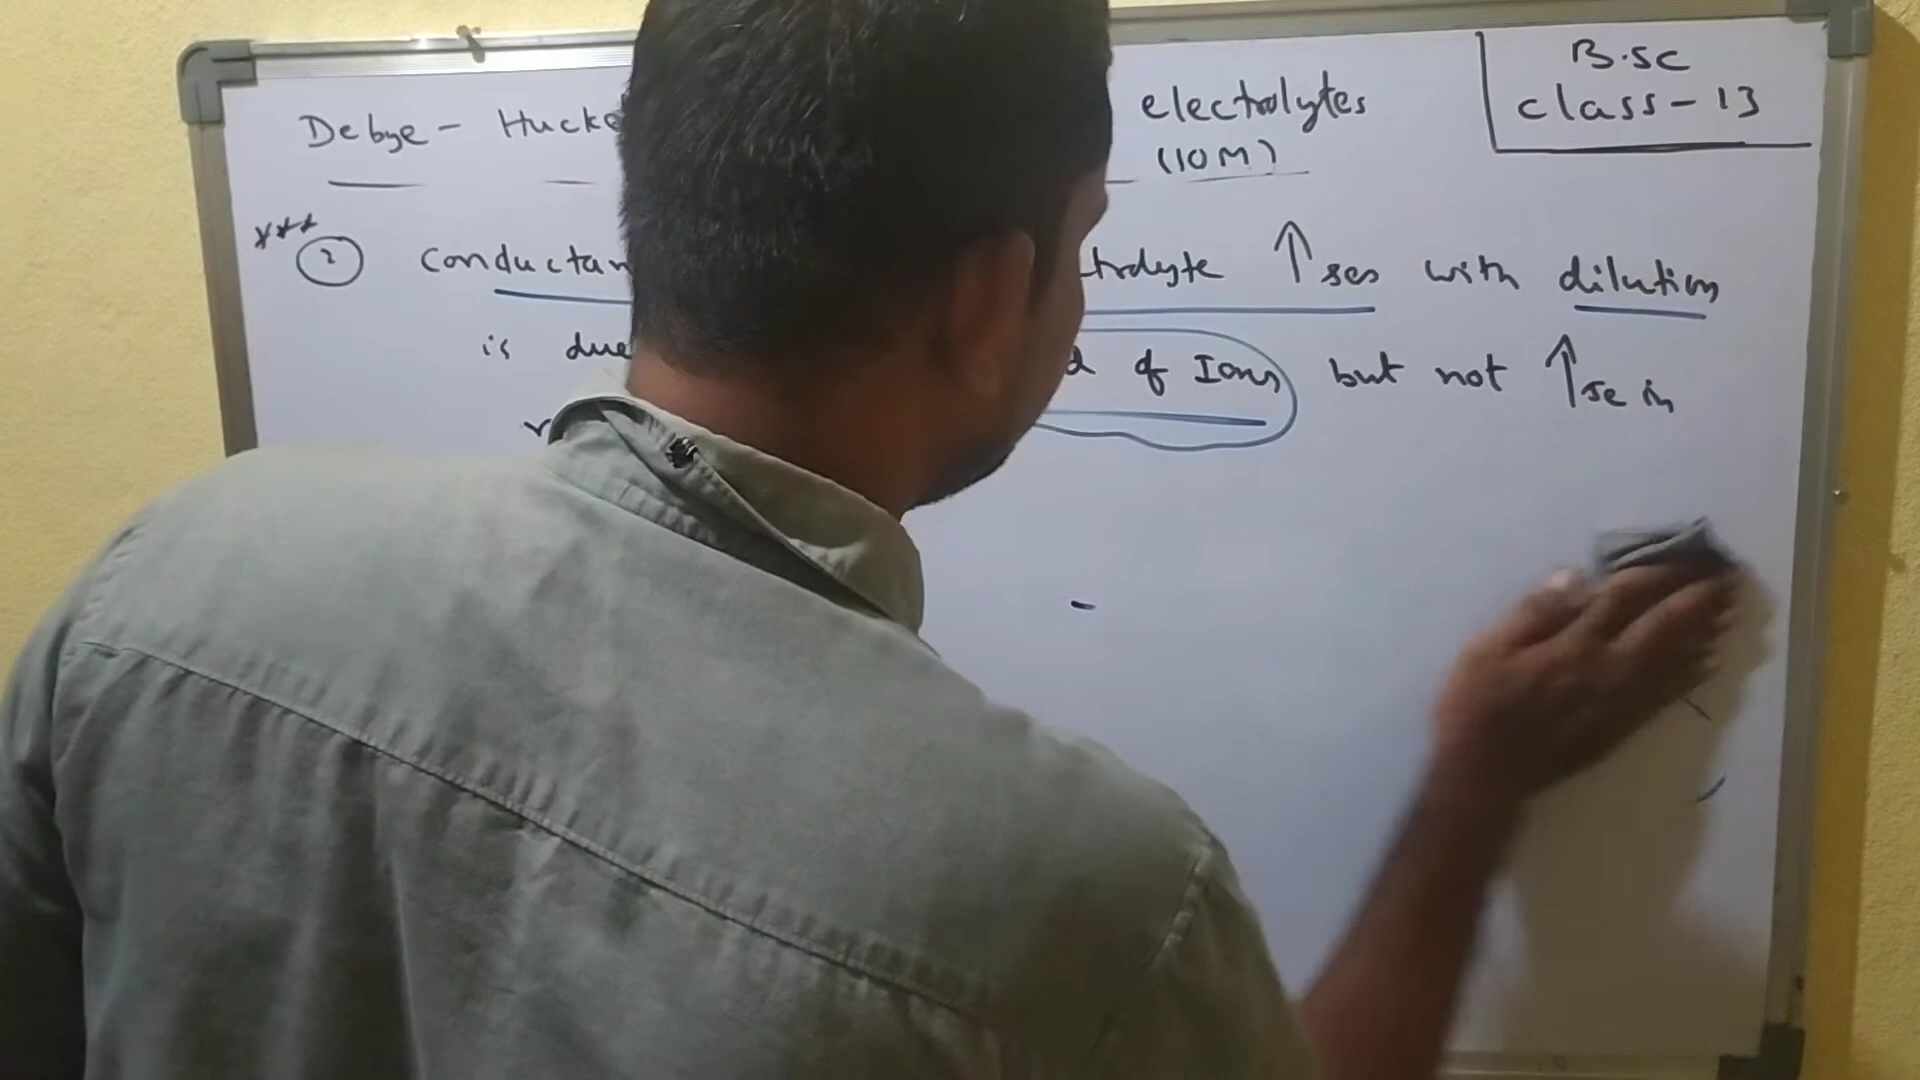 B.sc
class-13
Debye- Hucke electrolytes
(10M)
*** 2 conductan trolyte ↑ses with dilution
is due d of Ions but not ↑se in